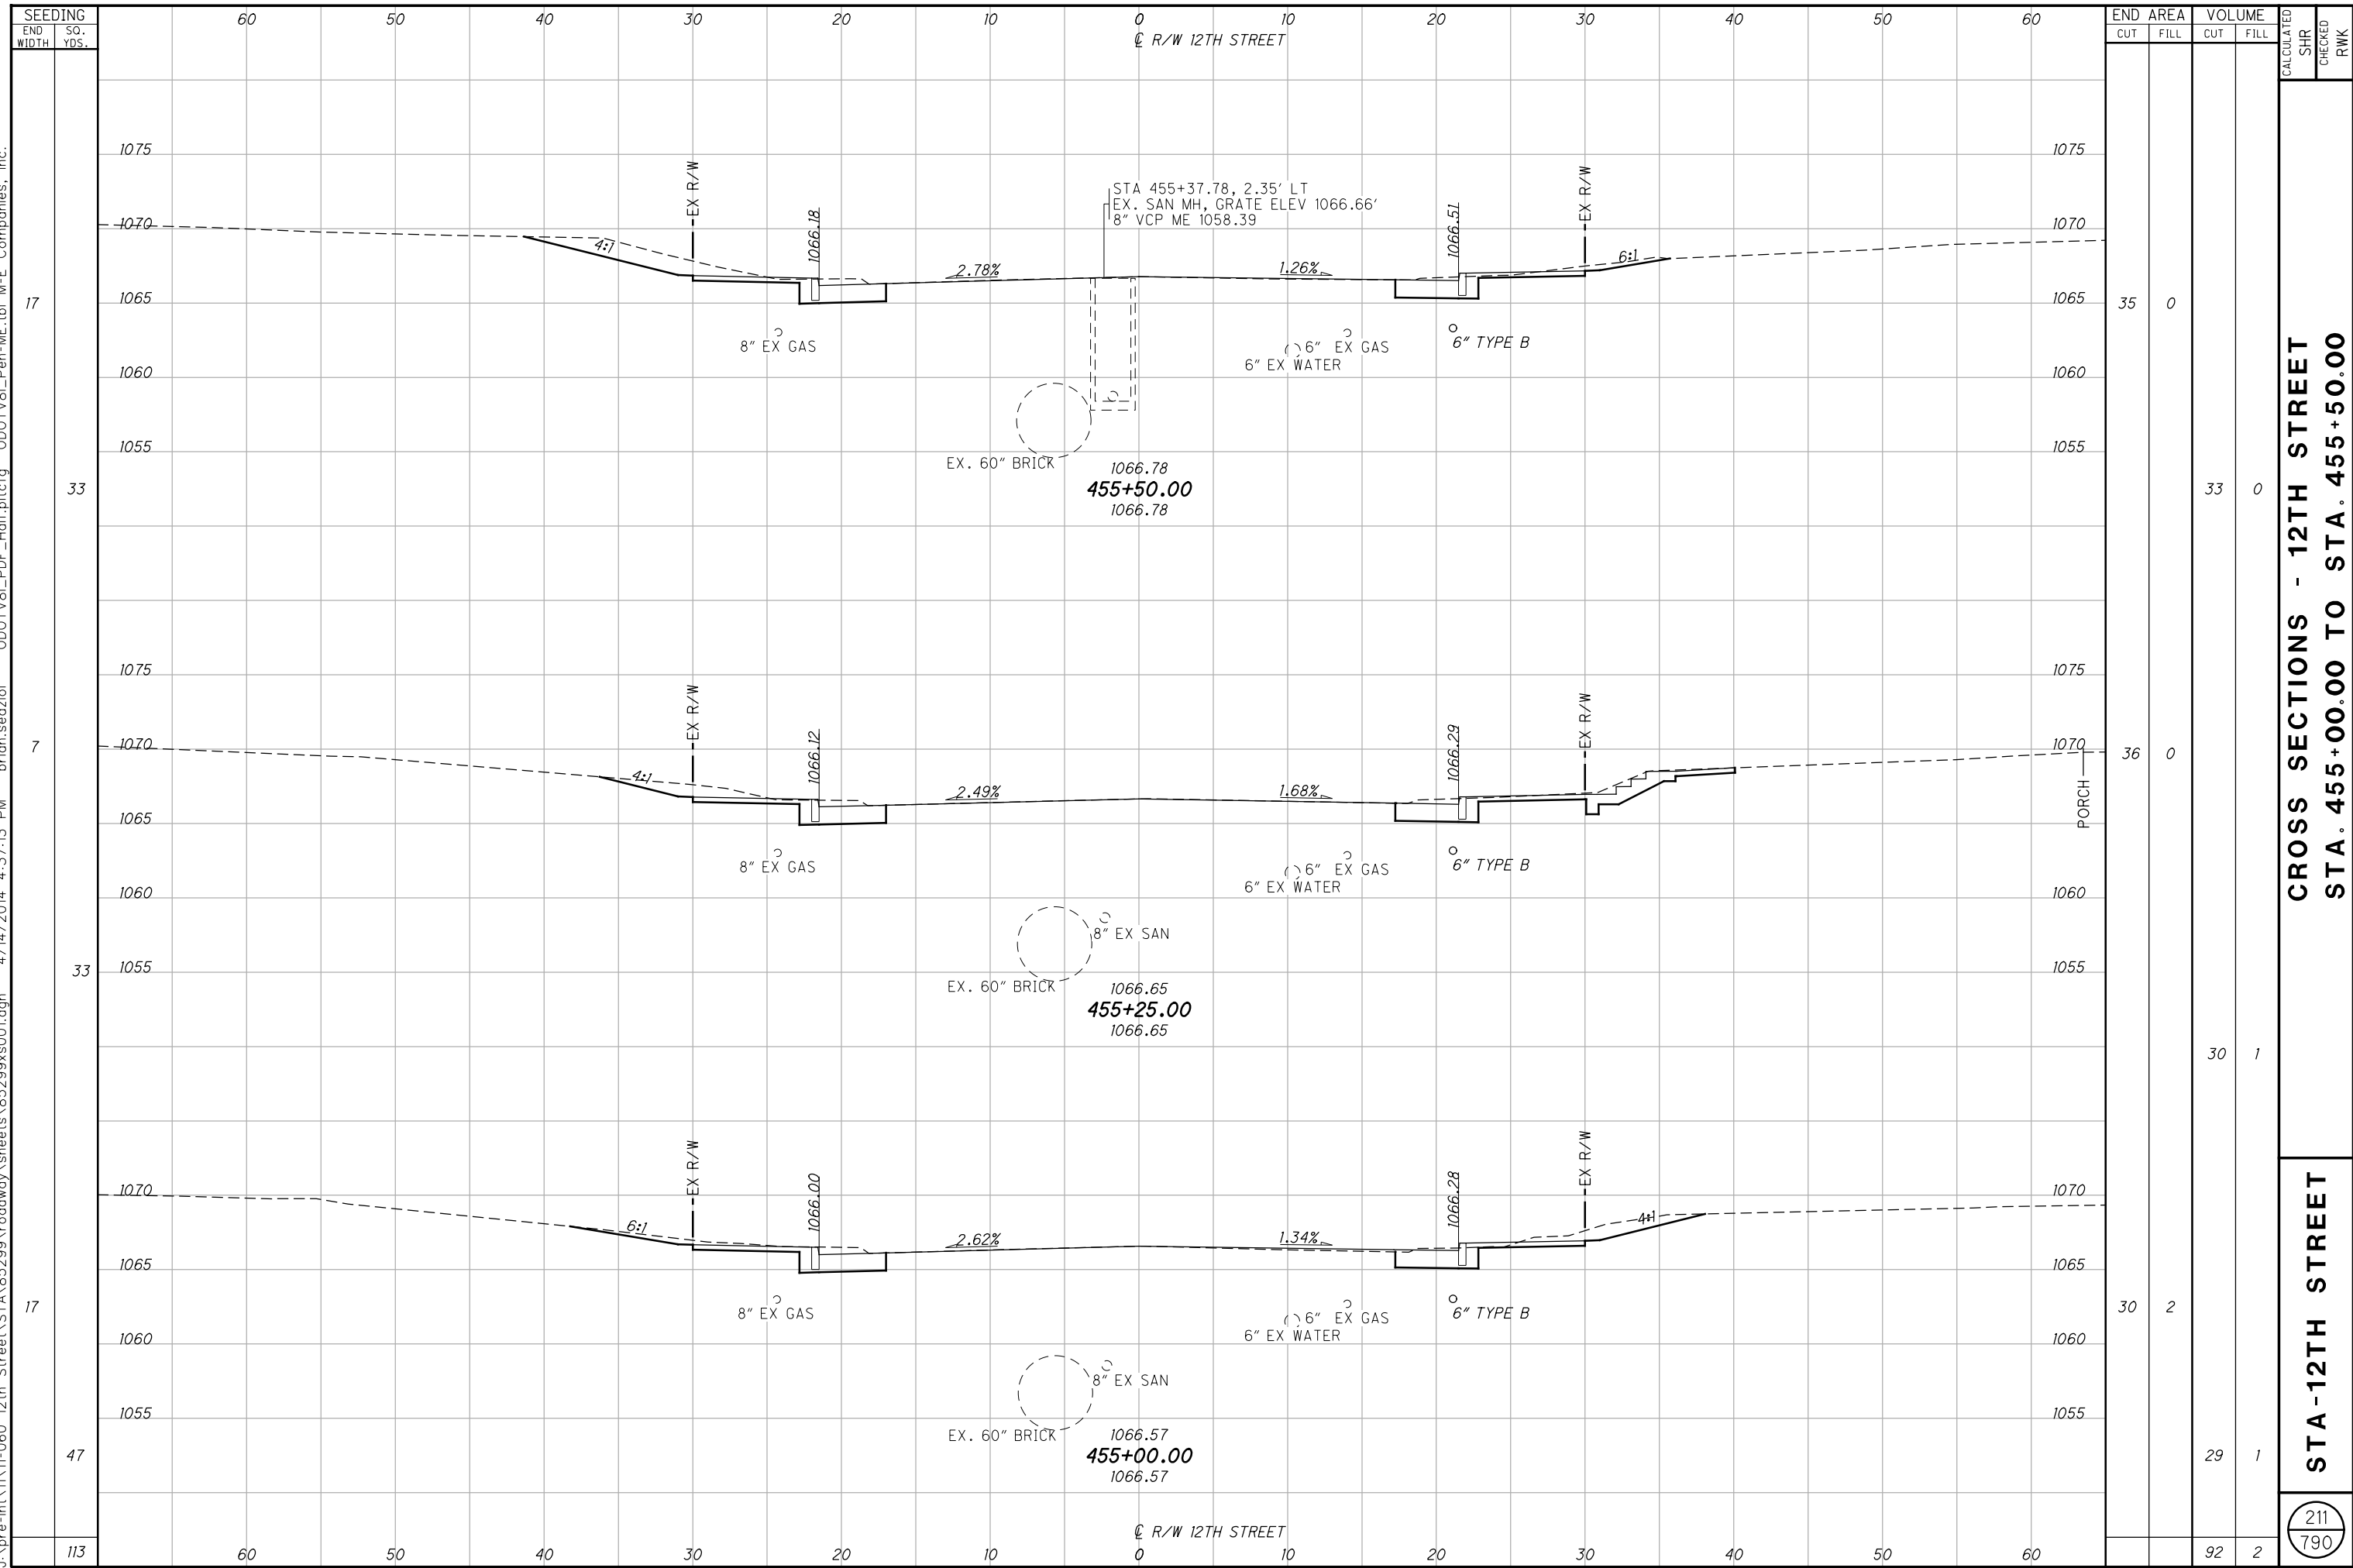 SEEDING
END WIDTH
SQ. YDS.
60 50 40 30 20 10 0 10 20 30 40 50 60
℄ R/W 12TH STREET
END AREA
VOLUME
CUT FILL CUT FILL
CALCULATED
SHR
CHECKED
RWK
1075 1075
EX R/W
1066.18
STA 455+37.78, 2.35' LT
EX. SAN MH, GRATE ELEV 1066.66'
8" VCP ME 1058.39
1066.51
EX R/W
1070 1070
4:1
2.78%
1.26%
6:1
17
1065 1065
35 0
8" EX GAS
6" EX GAS
6" EX WATER
6" TYPE B
1060 1060
1055 1055
EX. 60" BRICK
1066.78
33
455+50.00
33 0
1066.78
1075 1075
EX R/W
1066.12
1066.29
EX R/W
7
1070 1070
36 0
4:1
2.49%
1.68%
PORCH
1065 1065
8" EX GAS
6" EX GAS
6" EX WATER
6" TYPE B
1060 1060
8" EX SAN
33
1055 1055
EX. 60" BRICK
1066.65
455+25.00
1066.65
30 1
EX R/W
1066.00
1066.28
EX R/W
1070 1070
6:1
2.62%
1.34%
4:1
1065 1065
17
30 2
8" EX GAS
6" EX GAS
6" EX WATER
6" TYPE B
1060 1060
8" EX SAN
1055 1055
EX. 60" BRICK
1066.57
47
455+00.00
29 1
1066.57
℄ R/W 12TH STREET
113
60 50 40 30 20 10 0 10 20 30 40 50 60
92 2
CROSS SECTIONS - 12TH STREET
STA. 455+00.00 TO STA. 455+50.00
STA-12TH STREET
211
790